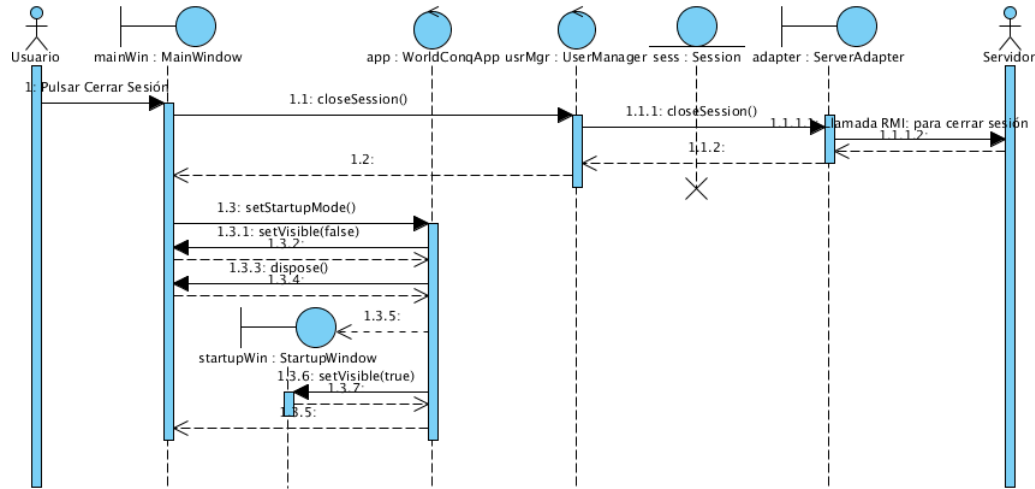 Usuario
mainWin : MainWindow
app : WorldConqApp
usrMgr : UserManager
sess : Session
adapter : ServerAdapter
Servidor
1: Pulsar Cerrar Sesión
1.1: closeSession()
1.1.1: closeSession()
1.1.1.1: llamada RMI: para cerrar sesión
1.1.1.2:
1.1.2:
1.2:
1.3: setStartupMode()
1.3.1: setVisible(false)
1.3.2:
1.3.3: dispose()
1.3.4:
1.3.5:
startupWin : StartupWindow
1.3.6: setVisible(true)
1.3.7:
1.3.5: